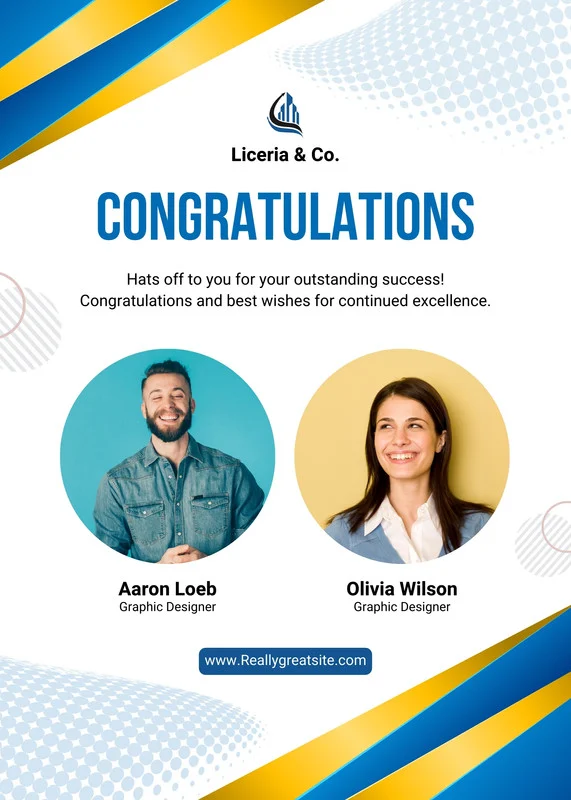 Liceria & Co.
CONGRATULATIONS
Hats off to you for your outstanding success!
Congratulations and best wishes for continued excellence.
Aaron Loeb
Graphic Designer
Olivia Wilson
Graphic Designer
www.Reallygreatsite.com